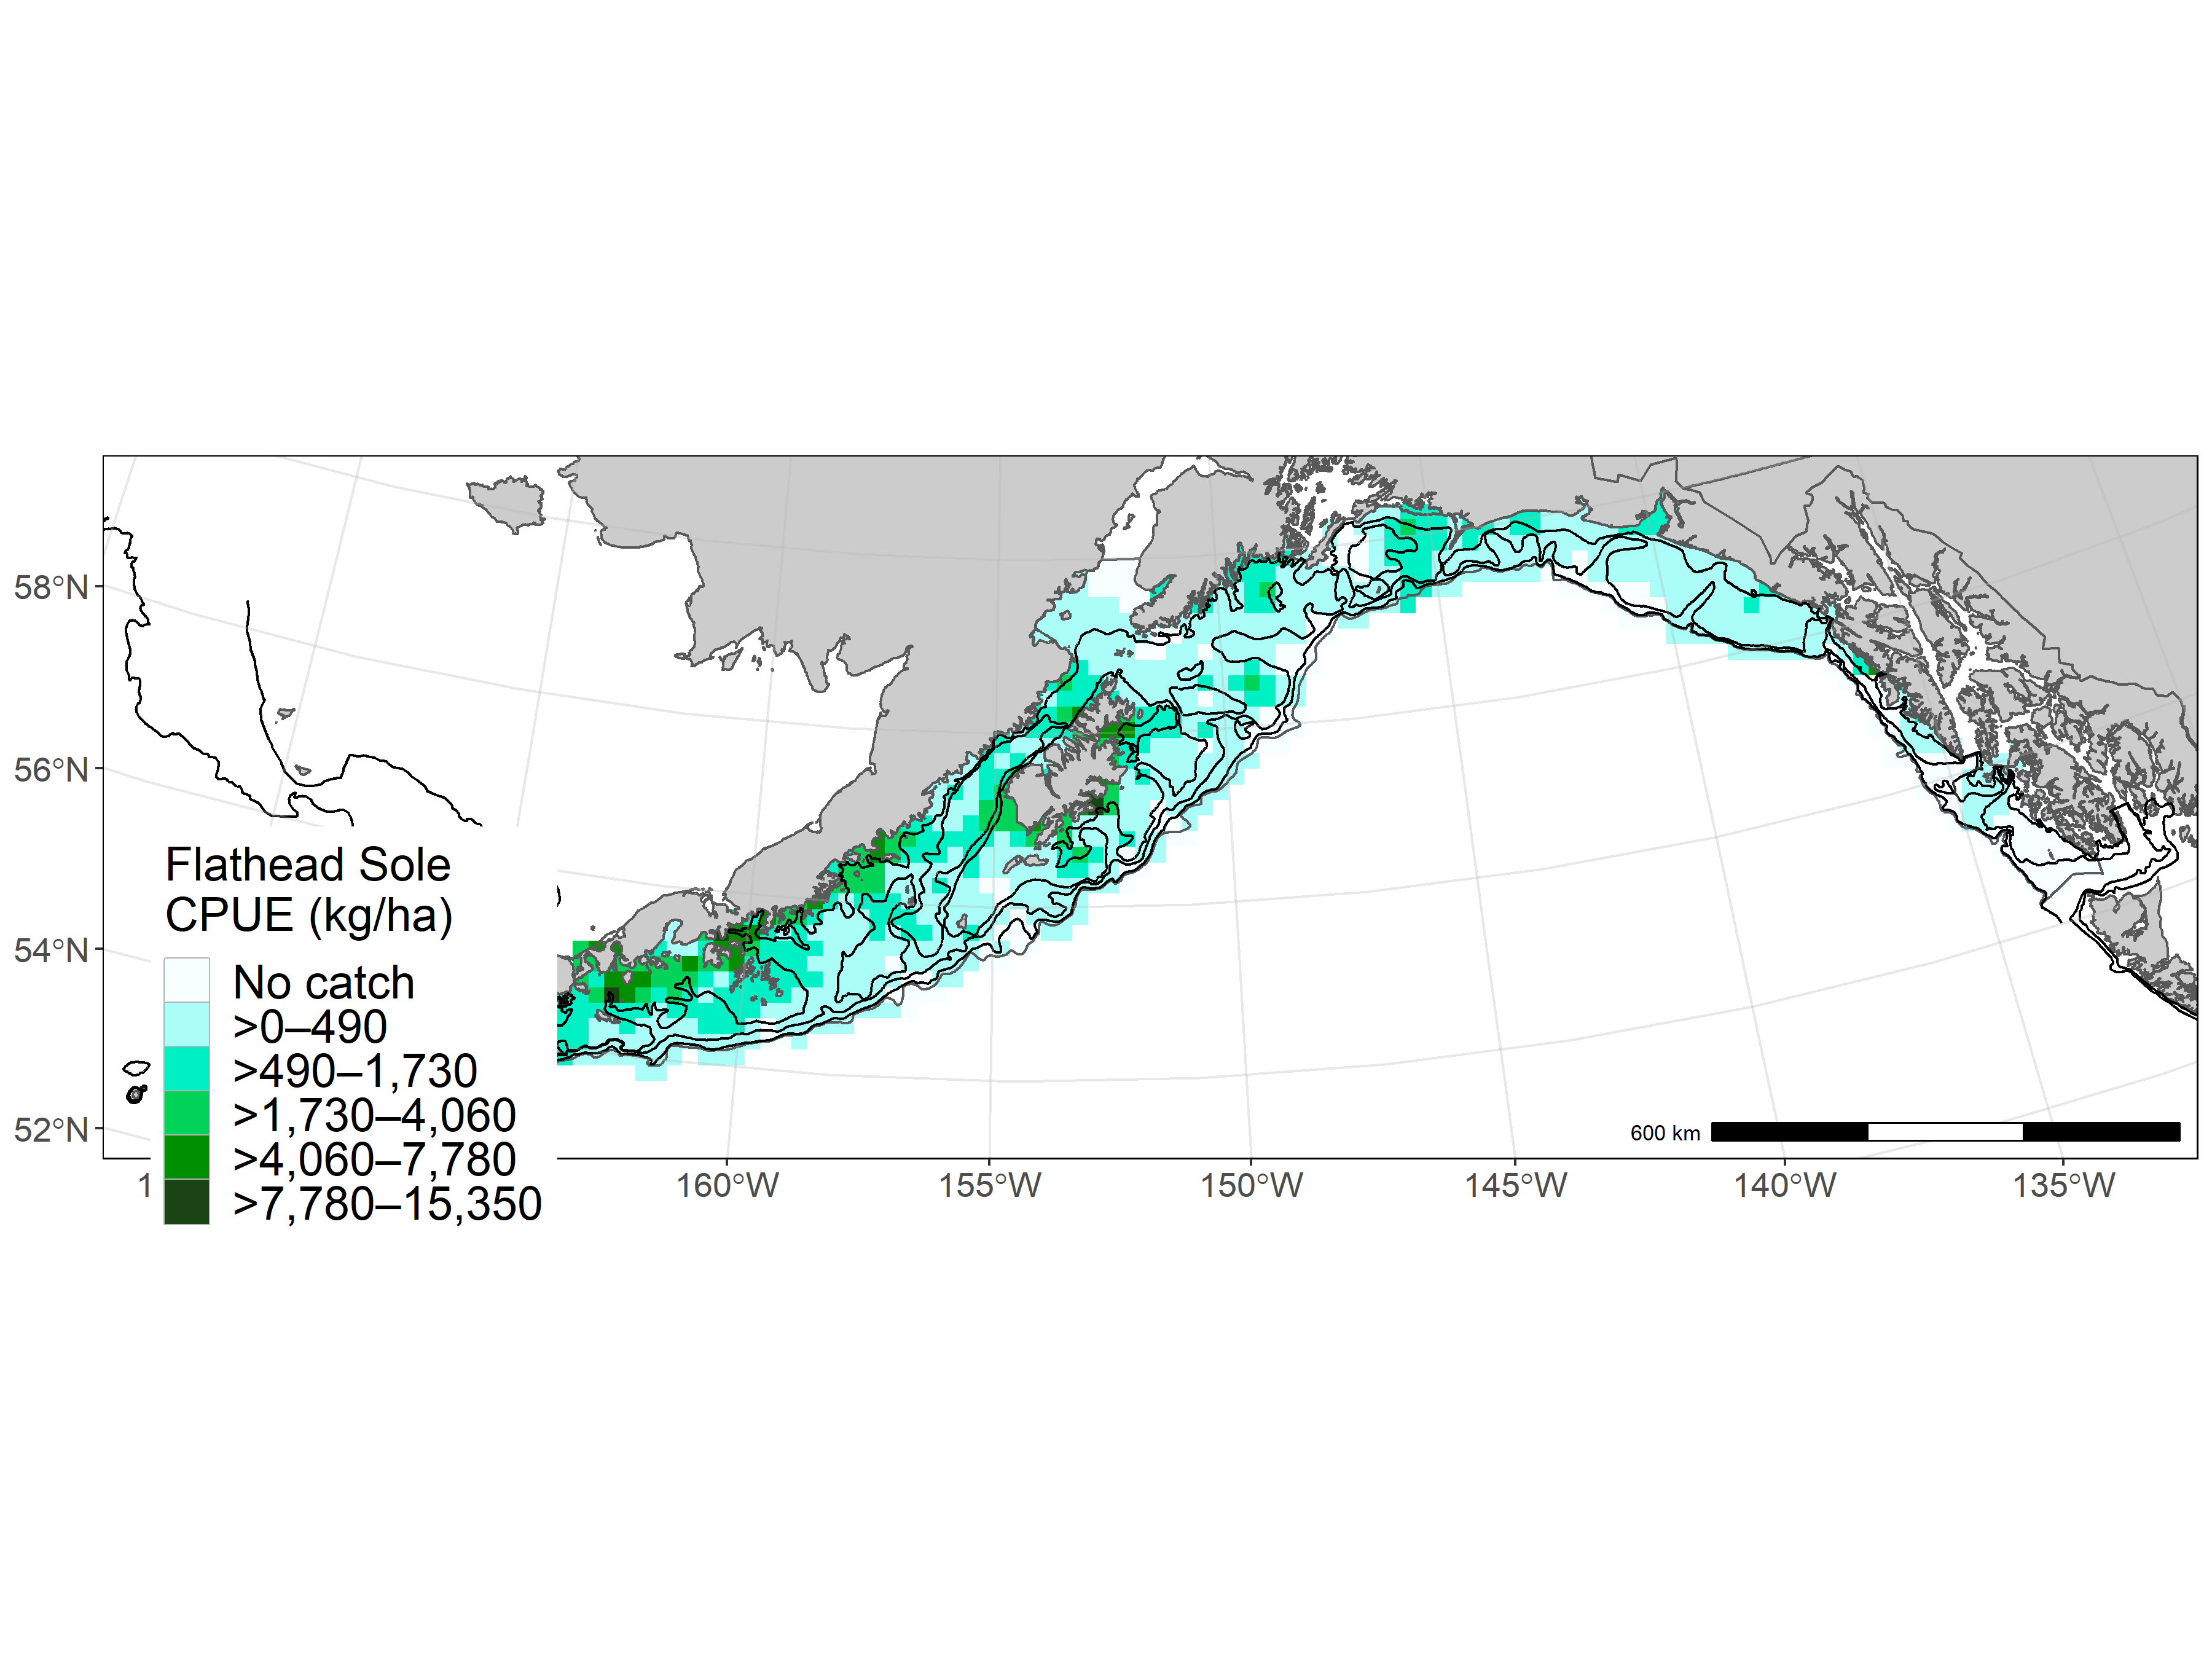 58°N
56°N
54°N
52°N
Flathead Sole
CPUE (kg/ha)
No catch
>0–490
>490–1,730
>1,730–4,060
>4,060–7,780
>7,780–15,350
600 km
1
160°W
155°W
150°W
145°W
140°W
135°W